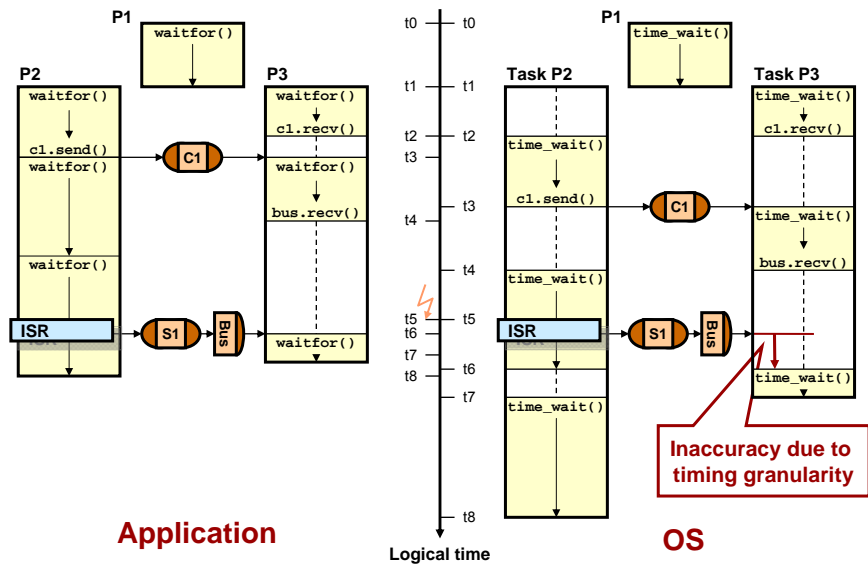 P1
waitfor()
P2
waitfor()
c1.send()
waitfor()
waitfor()
ISR
P3
waitfor()
c1.recv()
waitfor()
bus.recv()
waitfor()
C1
S1
Bus
Application
t0
t1
t2
t3
t4
t5
t6
t7
t8
t0
t1
t2
t3
t4
t5
t6
t7
t8
Logical time
P1
time_wait()
Task P2
time_wait()
c1.send()
time_wait()
ISR
time_wait()
Task P3
time_wait()
c1.recv()
time_wait()
bus.recv()
time_wait()
C1
S1
Bus
Inaccuracy due to
timing granularity
OS